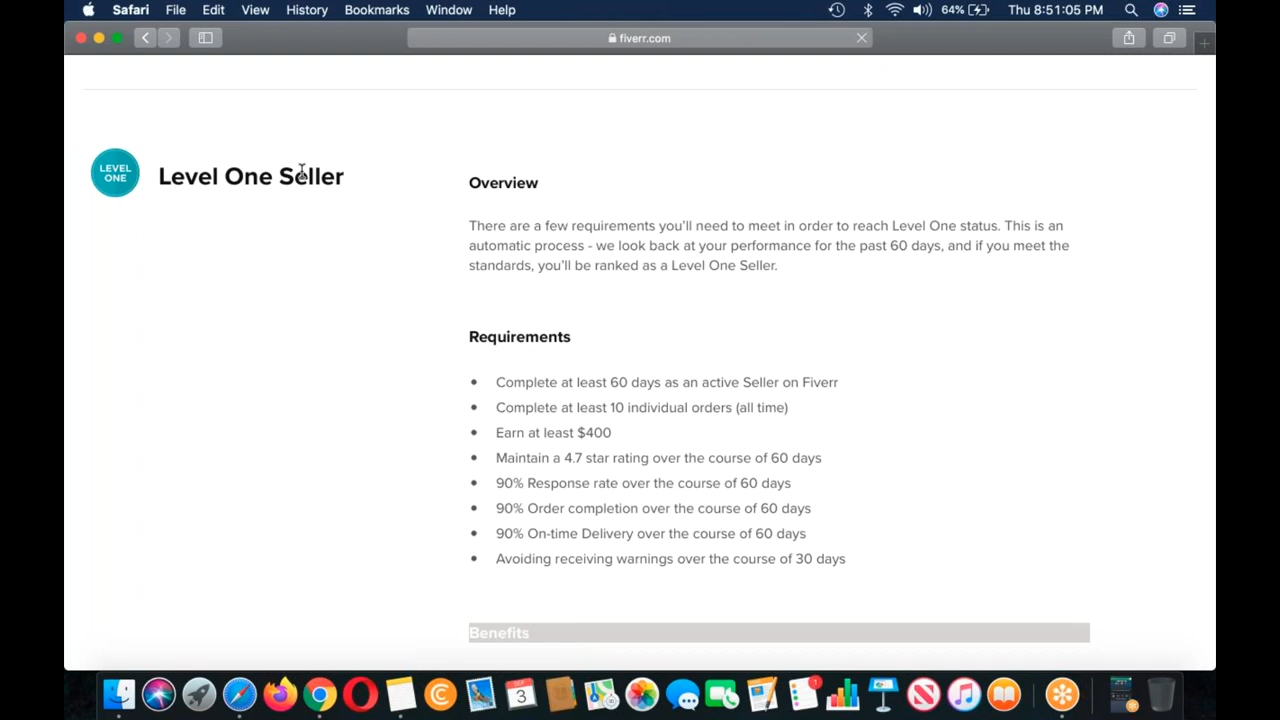 Safari File Edit View History Bookmarks Window Help 64% Thu 8:51:05 PM
fiverr.com
LEVEL
ONE
Level One Seller
Overview
There are a few requirements you’ll need to meet in order to reach Level One status. This is an
automatic process - we look back at your performance for the past 60 days, and if you meet the
standards, you’ll be ranked as a Level One Seller.
Requirements
• Complete at least 60 days as an active Seller on Fiverr
• Complete at least 10 individual orders (all time)
• Earn at least $400
• Maintain a 4.7 star rating over the course of 60 days
• 90% Response rate over the course of 60 days
• 90% Order completion over the course of 60 days
• 90% On-time Delivery over the course of 60 days
• Avoiding receiving warnings over the course of 30 days
Benefits
SEP
3
1